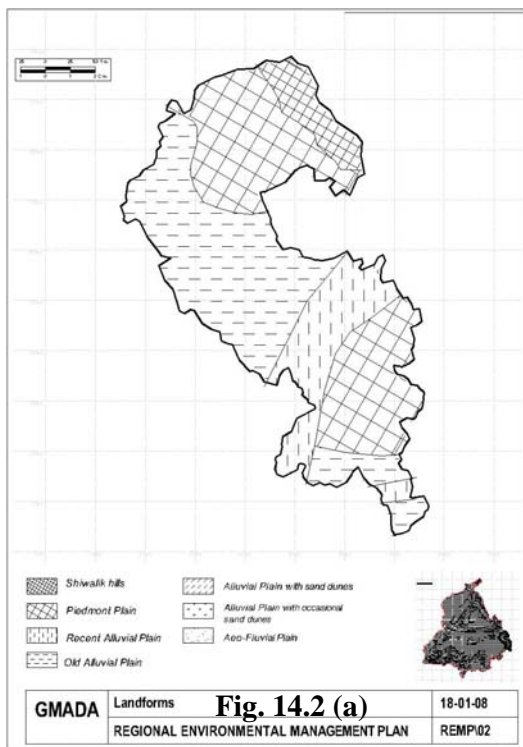 Shiwalik hills
Piedmont Plain
Recent Alluvial Plain
Old Alluvial Plain
Alluvial Plain with sand dunes
Alluvial Plain with occasional
sand dunes
Aeo-Fluvial Plain
GMADA
Landforms
Fig. 14.2 (a)
18-01-08
REGIONAL ENVIRONMENTAL MANAGEMENT PLAN
REMP\02